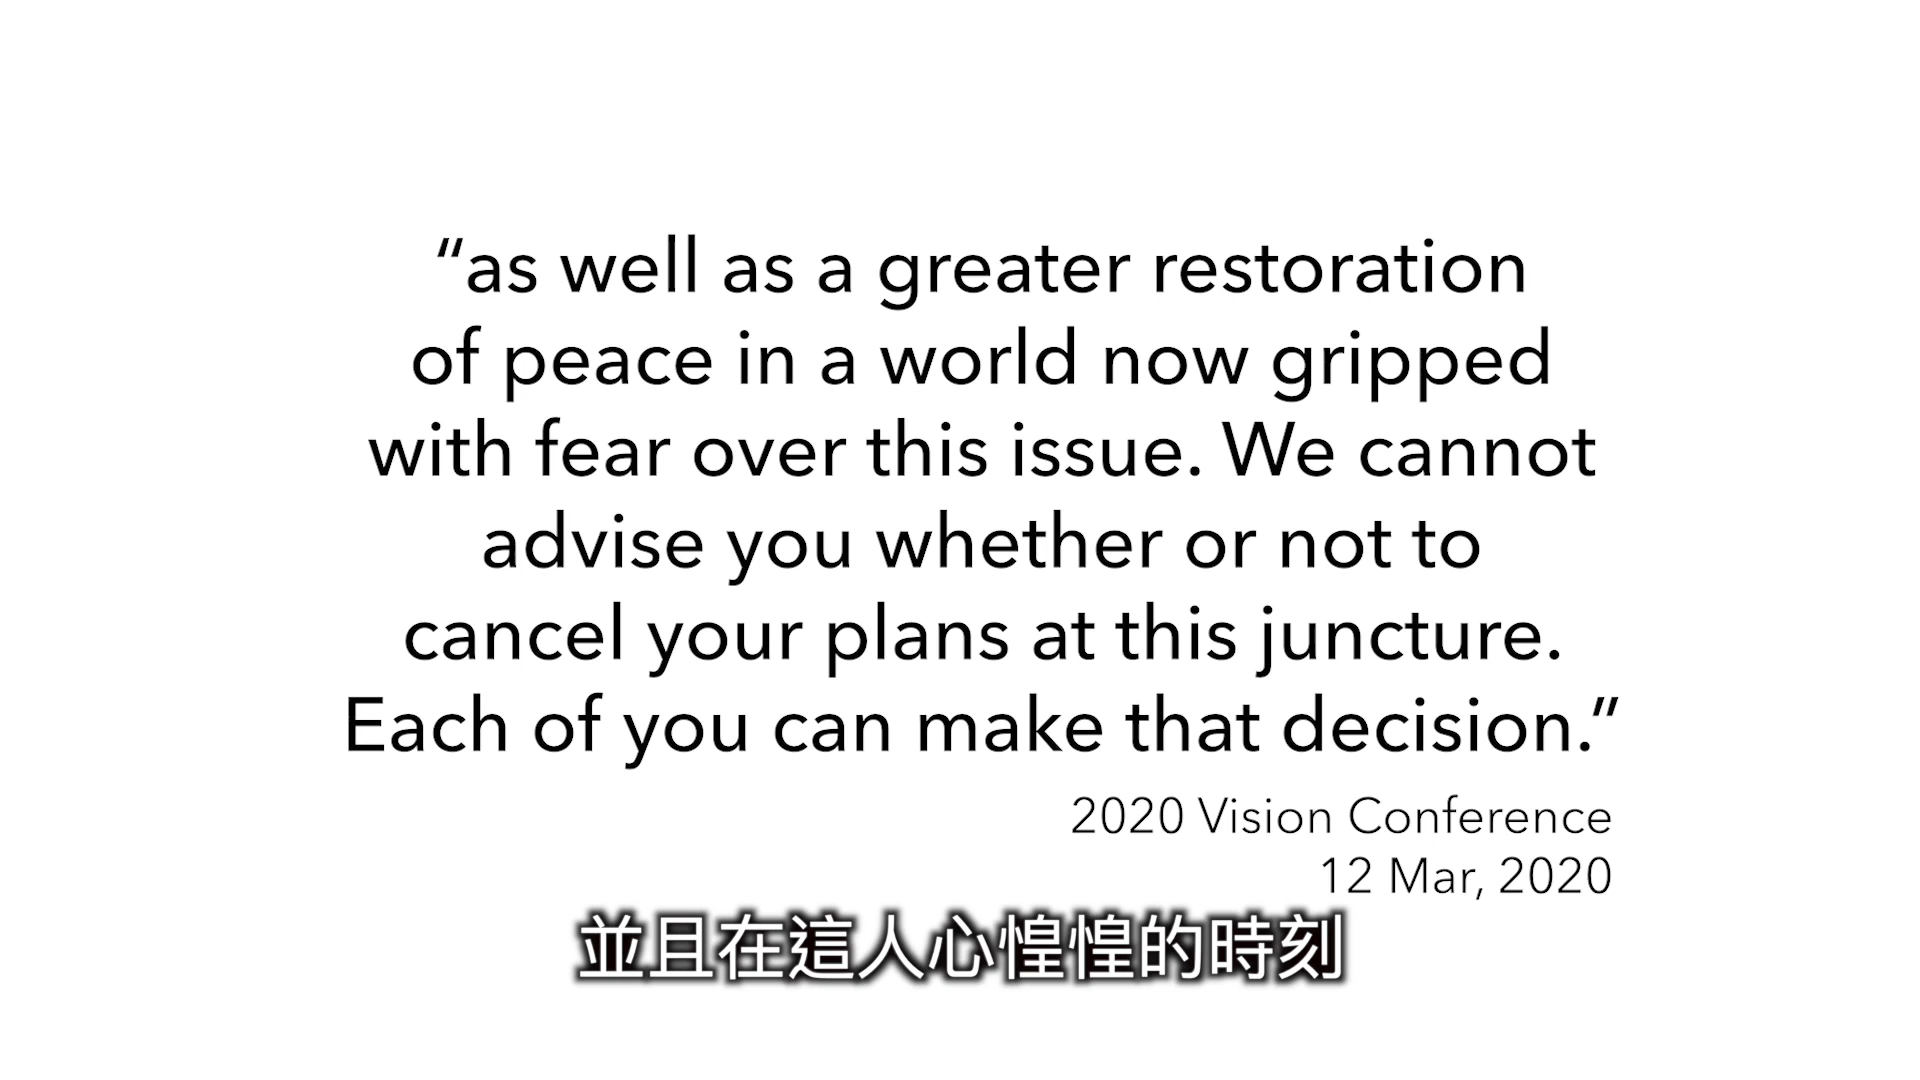 “as well as a greater restoration
of peace in a world now gripped
with fear over this issue. We cannot
advise you whether or not to
cancel your plans at this juncture.
Each of you can make that decision.”
2020 Vision Conference
12 Mar, 2020
並且在這人心惶惶的時刻